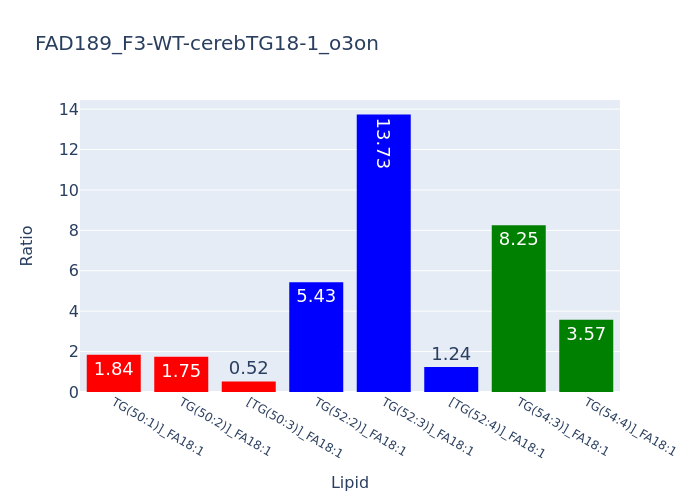 FAD189_F3-WT-cerebTG18-1_o3on
14
12
10
8
6
4
2
0
Ratio
1.84
1.75
0.52
5.43
13.73
1.24
8.25
3.57
TG(50:1)]_FA18:1
TG(50:2)]_FA18:1
[TG(50:3)]_FA18:1
TG(52:2)]_FA18:1
TG(52:3)]_FA18:1
[TG(52:4)]_FA18:1
TG(54:3)]_FA18:1
TG(54:4)]_FA18:1
Lipid